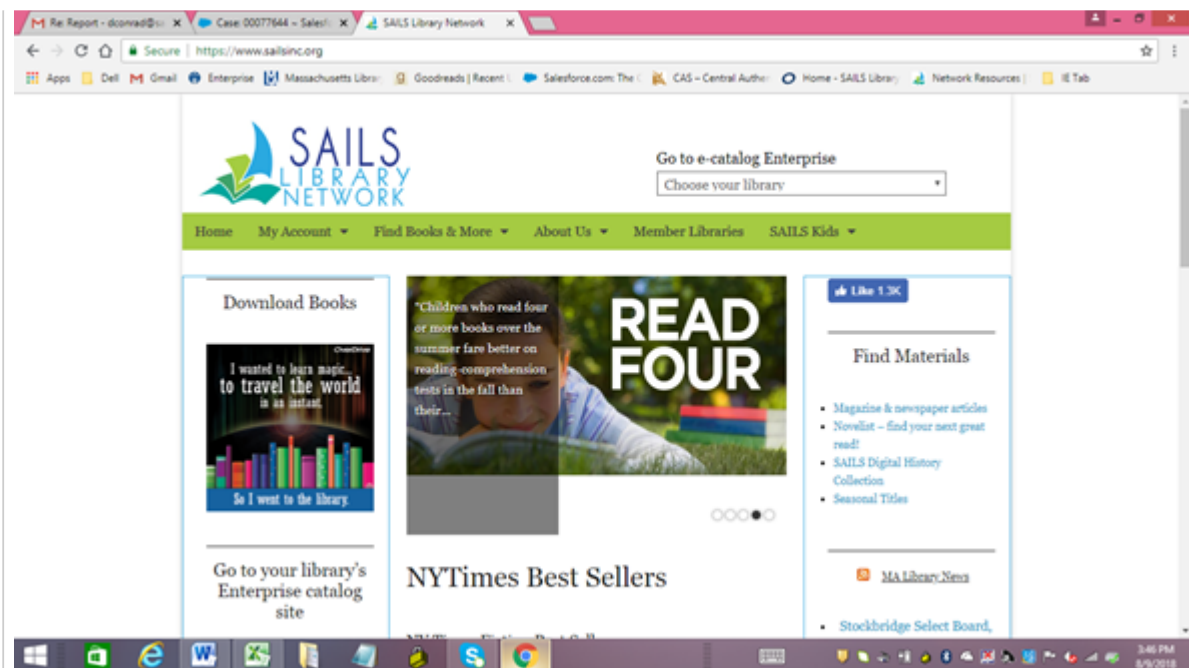 Re: Report - dconrad@sa
Case: 00077644 ~ Salesfo
SAILS Library Network
Secure
https://www.sailsinc.org
Apps
Dell
Gmail
Enterprise
Massachusetts Librar
Goodreads | Recent
Salesforce.com: The
CAS – Central Authe
Home - SAILS Library
Network Resources |
IE Tab
SAILS
LIBRARY
NETWORK
Go to e-catalog Enterprise
Choose your library
Home
My Account
Find Books & More
About Us
Member Libraries
SAILS Kids
Download Books
OverDrive
I wanted to learn magic...
to travel the world
in an instant.
So I went to the library.
Go to your library's
Enterprise catalog
site
"Children who read four
or more books over the
summer fare better on
reading-comprehension
tests in the fall than
their...
READ
FOUR
NYTimes Best Sellers
Like 1.3K
Find Materials
Magazine & newspaper articles
Novelist – find your next great
read!
SAILS Digital History
Collection
Seasonal Titles
MA Library News
Stockbridge Select Board,
3:46 PM
8/9/2018